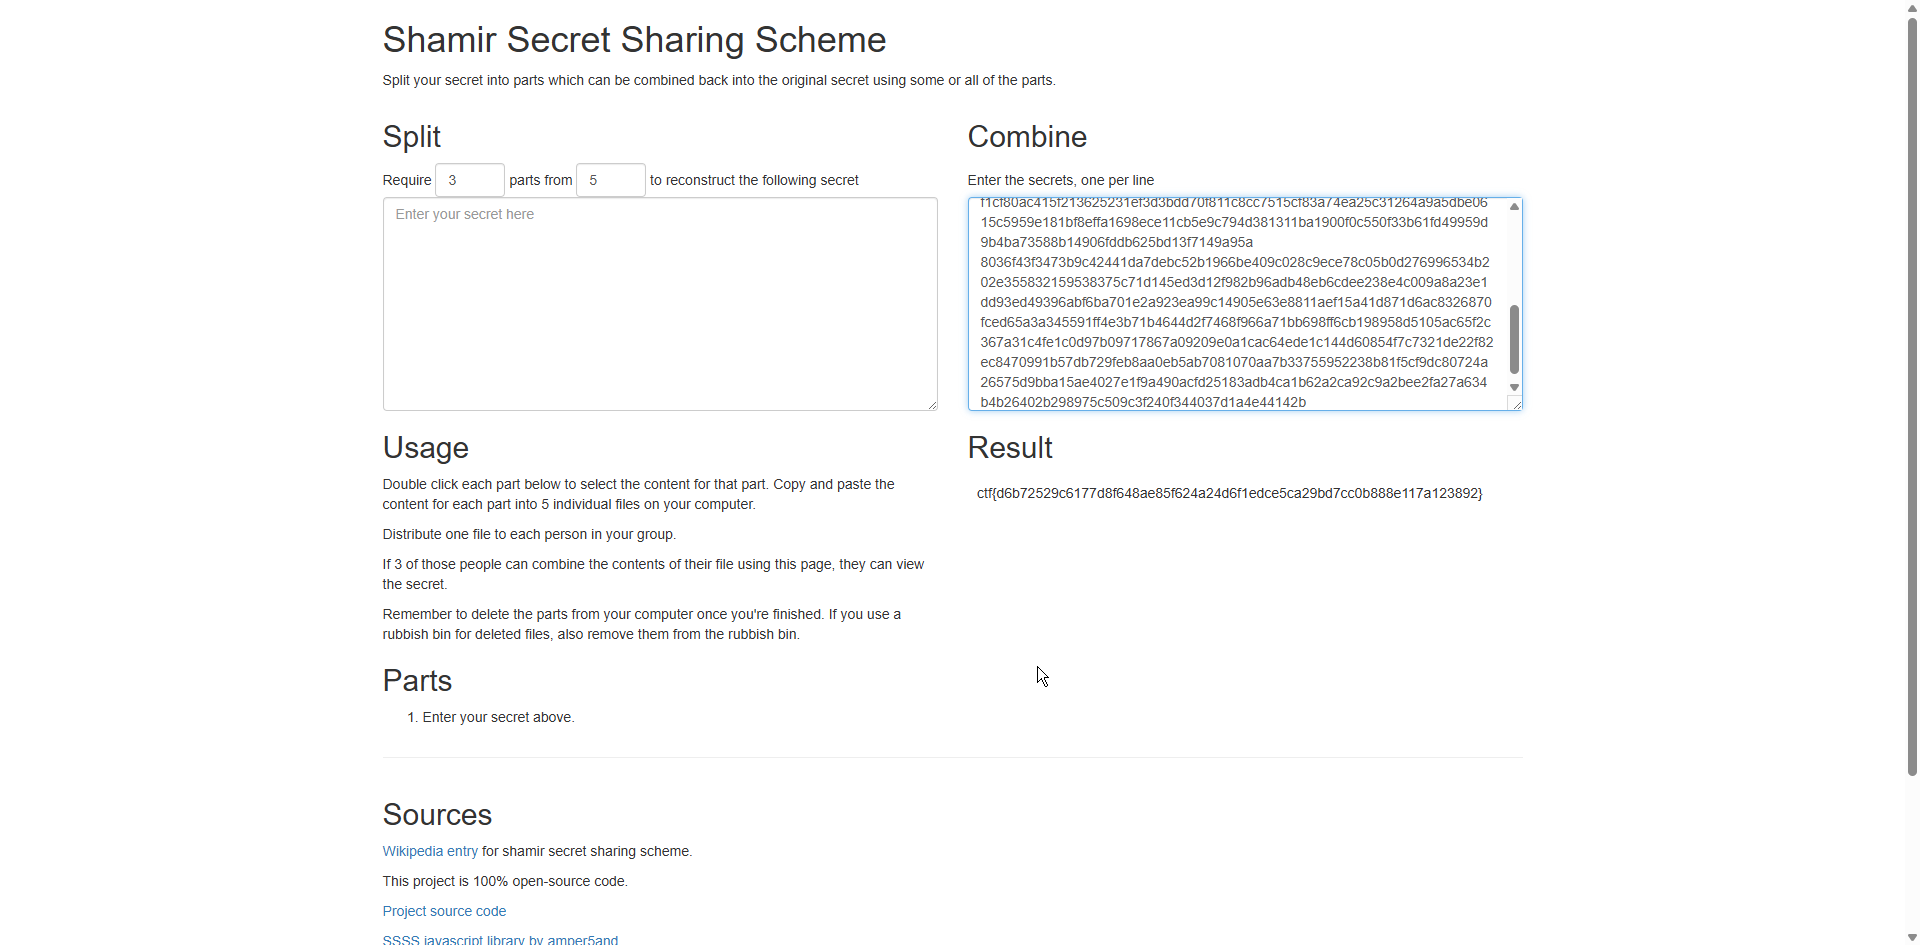 Shamir Secret Sharing Scheme
Split your secret into parts which can be combined back into the original secret using some or all of the parts.
Split
Require 3 parts from 5 to reconstruct the following secret
Enter your secret here
Combine
Enter the secrets, one per line
f1cf80ac415f213625231ef3d3bdd70f811c8cc7515cf83a74ea25c31264a9a5dbe06
15c5959e181bf8effa1698ece11cb5e9c794d381311ba1900f0c550f33b61fd49959d
9b4ba73588b14906fddb625bd13f7149a95a
8036f43f3473b9c42441da7debc52b1966be409c028c9ece78c05b0d276996534b2
02e355832159538375c71d145ed3d12f982b96adb48eb6cdee238e4c009a8a23e1
dd93ed49396abf6ba701e2a923ea99c14905e63e8811aef15a41d871d6ac8326870
fced65a3a345591ff4e3b71b4644d2f7468f966a71bb698ff6cb198958d5105ac65f2c
367a31c4fe1c0d97b09717867a09209e0a1cac64ede1c144d60854f7c7321de22f82
ec8470991b57db729feb8aa0eb5ab7081070aa7b33755952238b81f5cf9dc80724a
26575d9bba15ae4027e1f9a490acfd25183adb4ca1b62a2ca92c9a2bee2fa27a634
b4b26402b298975c509c3f240f344037d1a4e44142b
Usage
Double click each part below to select the content for that part. Copy and paste the
content for each part into 5 individual files on your computer.
Distribute one file to each person in your group.
If 3 of those people can combine the contents of their file using this page, they can view
the secret.
Remember to delete the parts from your computer once you're finished. If you use a
rubbish bin for deleted files, also remove them from the rubbish bin.
Result
ctf{d6b72529c6177d8f648ae85f624a24d6f1edce5ca29bd7cc0b888e117a123892}
Parts
1. Enter your secret above.
Sources
Wikipedia entry for shamir secret sharing scheme.
This project is 100% open-source code.
Project source code
SSSS javascript library by amper5and